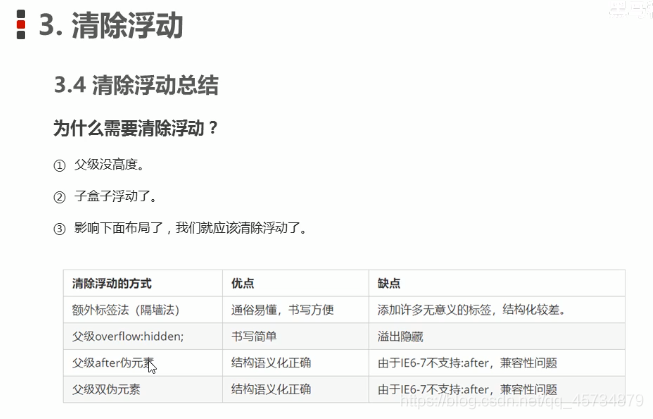 3. 清除浮动
3.4 清除浮动总结
为什么需要清除浮动？
① 父级没高度。
② 子盒子浮动了。
③ 影响下面布局了，我们就应该清除浮动了。
清除浮动的方式 优点 缺点
额外标签法（隔墙法） 通俗易懂，书写方便 添加许多无意义的标签，结构化较差。
父级overflow:hidden; 书写简单 溢出隐藏
父级after伪元素 结构语义化正确 由于IE6-7不支持:after，兼容性问题
父级双伪元素 结构语义化正确 由于IE6-7不支持:after，兼容性问题
https://blog.csdn.net/qq_45734879